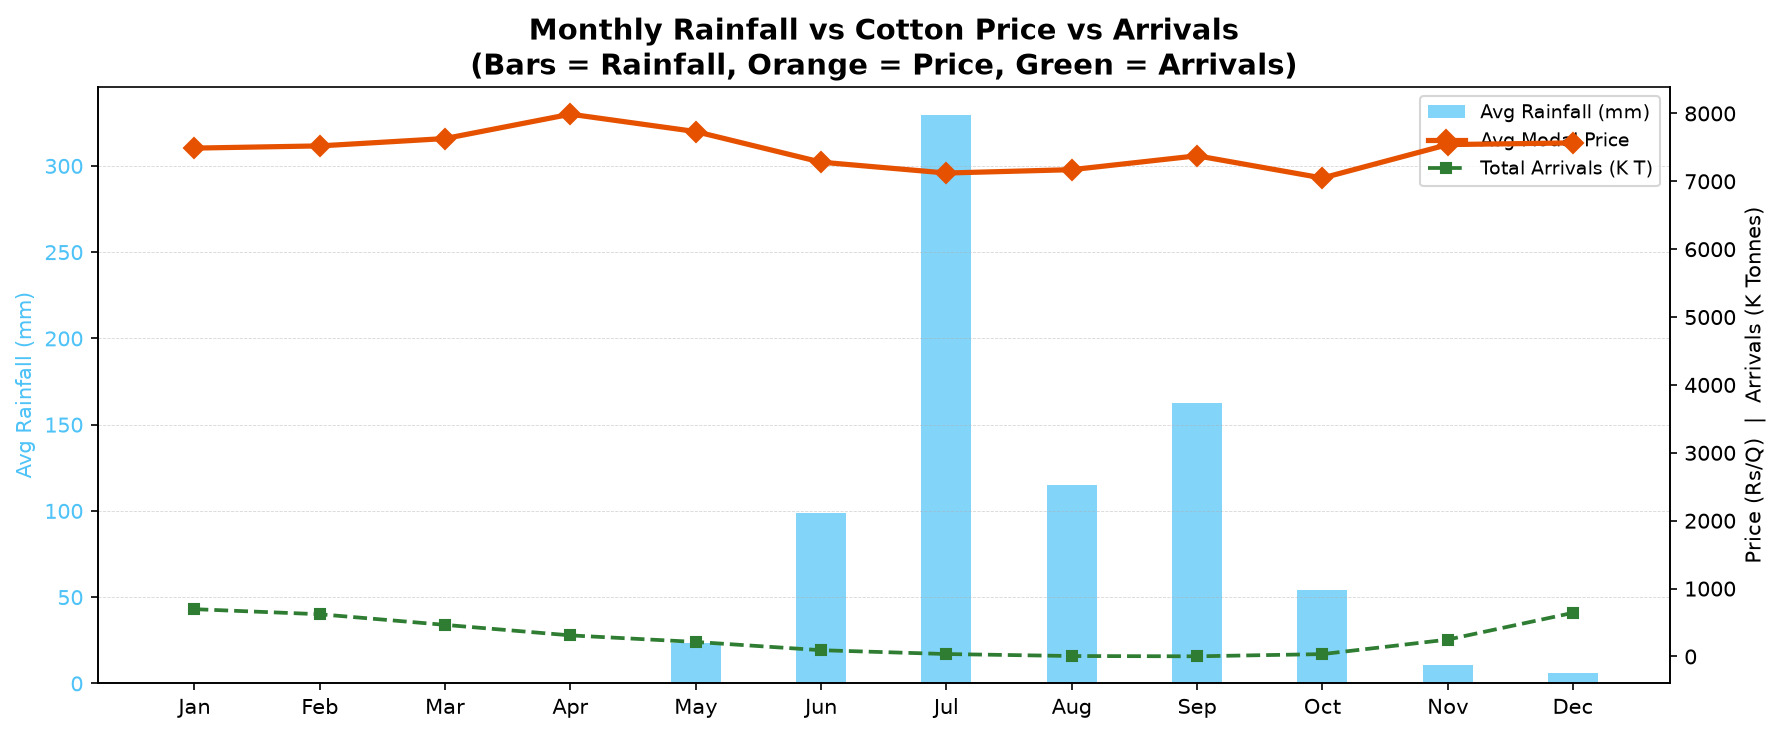 Monthly Rainfall vs Cotton Price vs Arrivals
(Bars = Rainfall, Orange = Price, Green = Arrivals)
Avg Rainfall (mm)
300
250
200
150
100
50
0
Avg Rainfall (mm)
Avg Modal Price
Total Arrivals (K T)
8000
7000
6000
5000
4000
3000
2000
1000
0
Price (Rs/Q) | Arrivals (K Tonnes)
Jan Feb Mar Apr May Jun Jul Aug Sep Oct Nov Dec